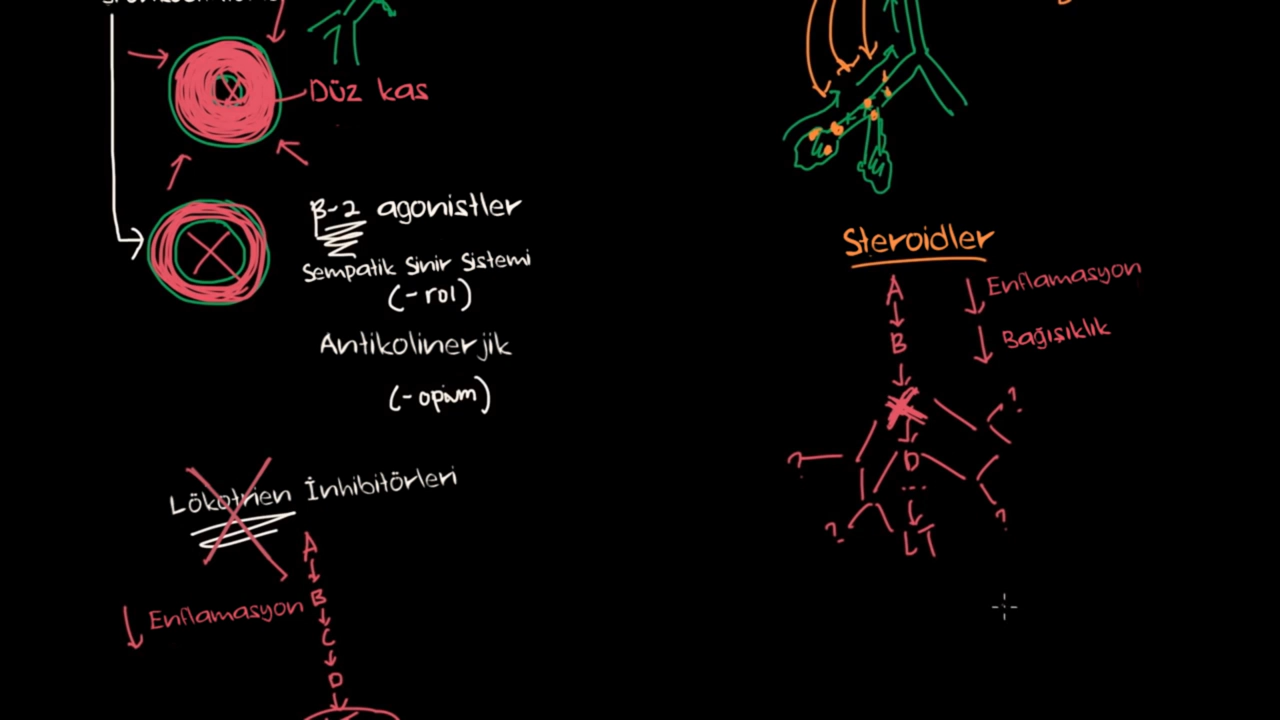 Düz kas
B-2 agonistler
Sempatik Sinir Sistemi
(-rol)
Antikolinerjik
(-opium)
Lökotrien İnhibitörleri
A
↓ Enflamasyon B
C
D
Steroidler
A
↓ Enflamasyon
B
↓ Bağışıklık
?
?
D
...
?
?
LT